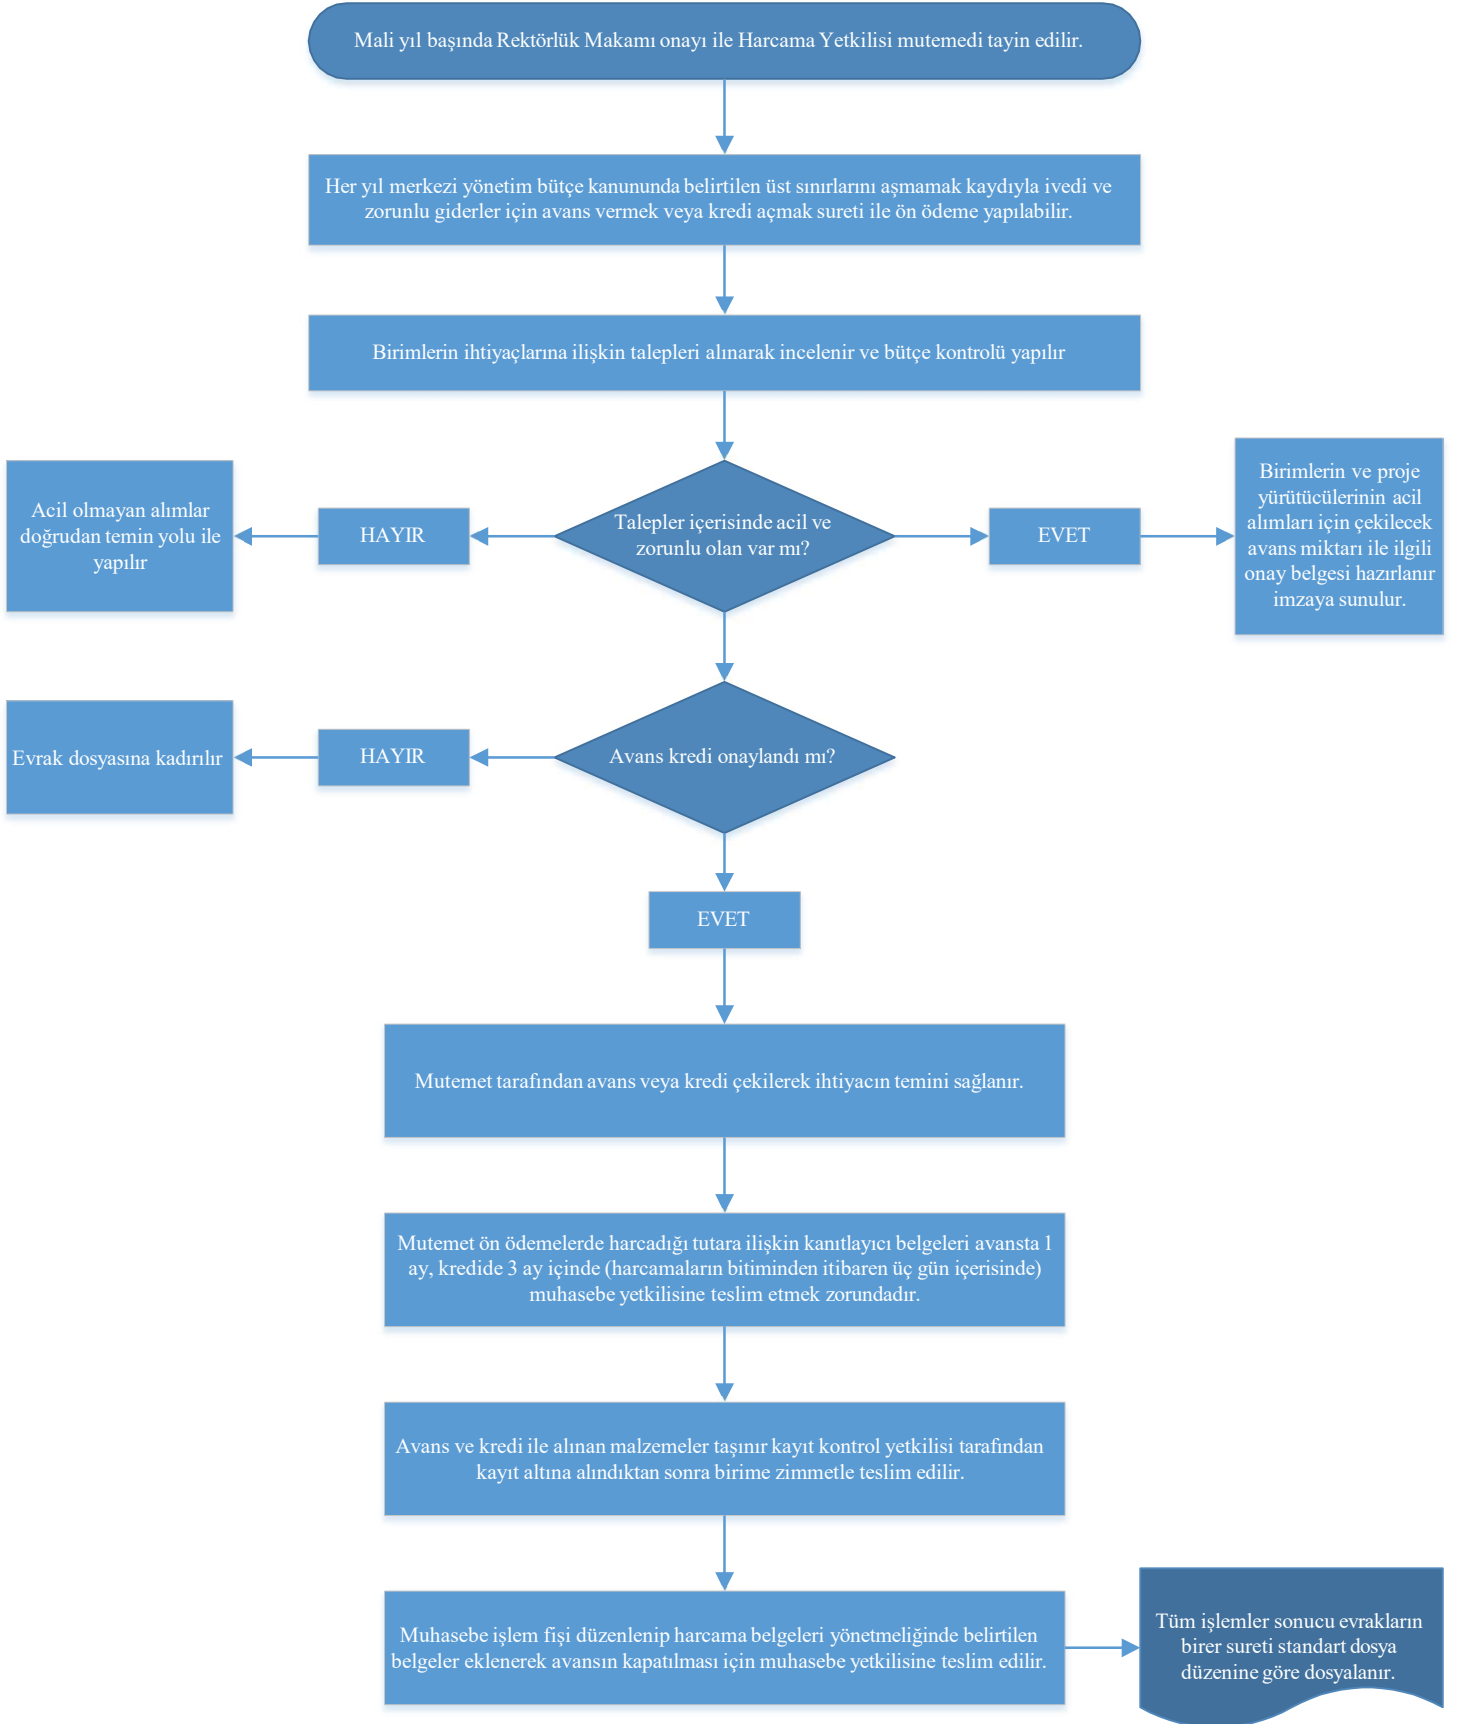 Mali yıl başında Rektörlük Makamı onayı ile Harcama Yetkilisi mutemedi tayin edilir.
Her yıl merkezi yönetim bütçe kanununda belirtilen üst sınırlarını aşmamak kaydıyla ivedi ve
zorunlu giderler için avans vermek veya kredi açmak sureti ile ön ödeme yapılabilir.
Birimlerin ihtiyaçlarına ilişkin talepleri alınarak incelenir ve bütçe kontrolü yapılır
Acil olmayan alımlar
doğrudan temin yolu ile
yapılır
HAYIR
Talepler içerisinde acil ve
zorunlu olan var mı?
EVET
Birimlerin ve proje
yürütücülerinin acil
alımları için çekilecek
avans miktarı ile ilgili
onay belgesi hazırlanır
imzaya sunulur.
Evrak dosyasına kadırılır
HAYIR
Avans kredi onaylandı mı?
EVET
Mutemet tarafından avans veya kredi çekilerek ihtiyacın temini sağlanır.
Mutemet ön ödemelerde harcadığı tutara ilişkin kanıtlayıcı belgeleri avansta 1
ay, kredide 3 ay içinde (harcamaların bitiminden itibaren üç gün içerisinde)
muhasebe yetkilisine teslim etmek zorundadır.
Avans ve kredi ile alınan malzemeler taşınır kayıt kontrol yetkilisi tarafından
kayıt altına alındıktan sonra birime zimmetle teslim edilir.
Muhasebe işlem fişi düzenlenip harcama belgeleri yönetmeliğinde belirtilen
belgeler eklenerek avansın kapatılması için muhasebe yetkilisine teslim edilir.
Tüm işlemler sonucu evrakların
birer sureti standart dosya
düzenine göre dosyalanır.